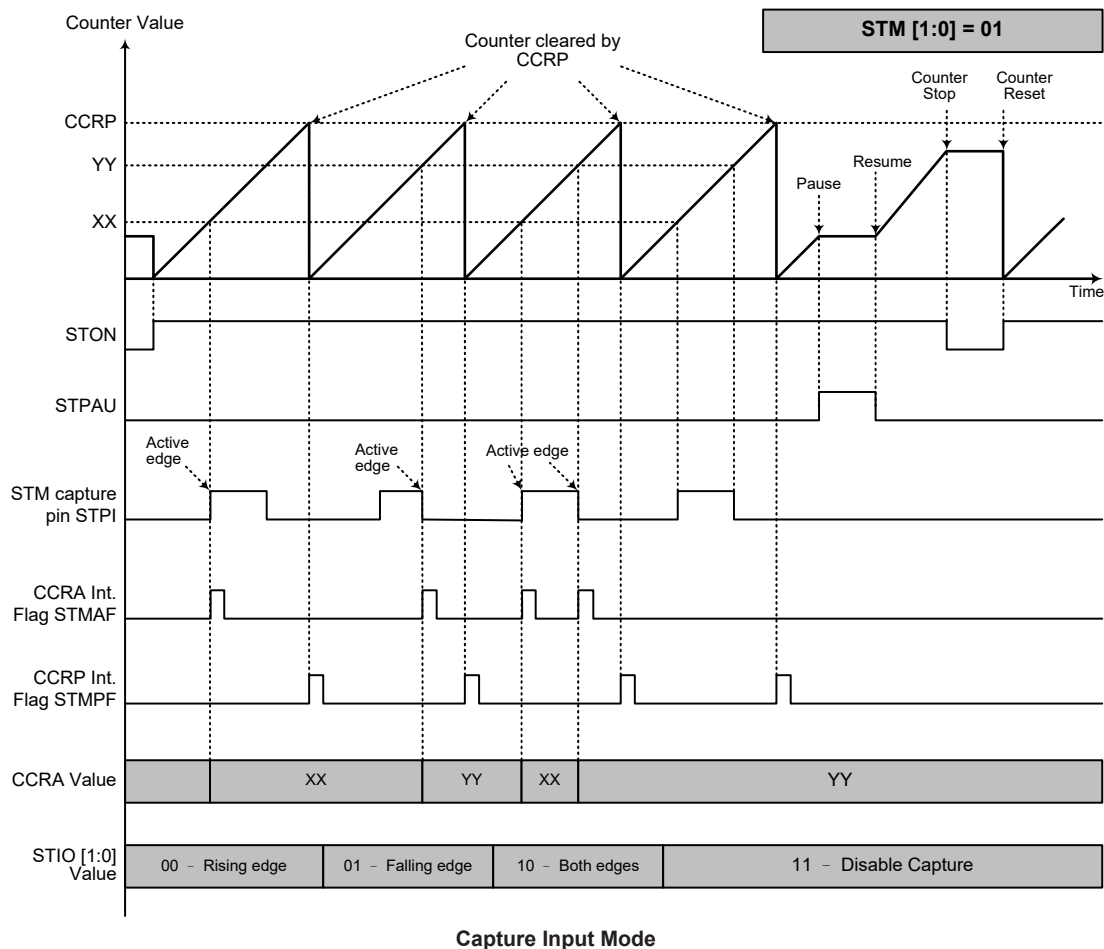 Counter Value
STM [1:0] = 01
Counter cleared by
CCRP
Counter
Stop
Counter
Reset
CCRP
YY
Resume
Pause
XX
Time
STON
STPAU
Active
edge
Active
edge
Active edge
STM capture
pin STPI
CCRA Int.
Flag STMAF
CCRP Int.
Flag STMPF
CCRA Value
XX
YY
XX
YY
STIO [1:0]
Value
00 – Rising edge
01 – Falling edge
10 – Both edges
11 – Disable Capture
Capture Input Mode